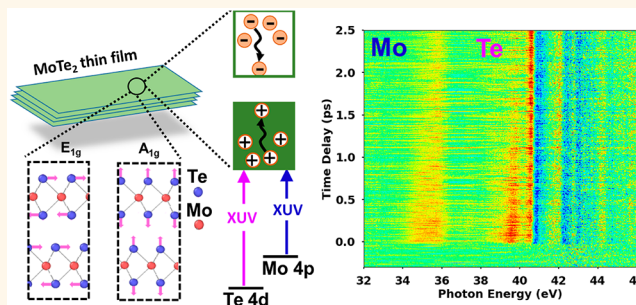 MoTe2 thin film
E1g
A1g
Te
Mo
XUV
XUV
Mo 4p
Te 4d
Mo
Te
Time Delay (ps)
2.5
2.0
1.5
1.0
0.5
0.0
32 34 36 38 40 42 44
Photon Energy (eV)